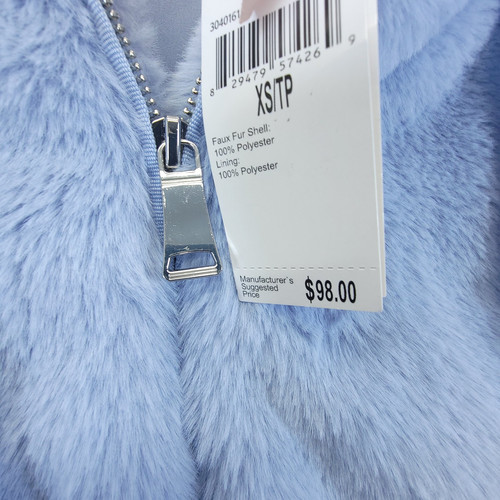 3040161
8 29479 57426 9
XS/TP
Faux Fur Shell:
100% Polyester
Lining:
100% Polyester
Manufacturer's
Suggested
Price
$98.00